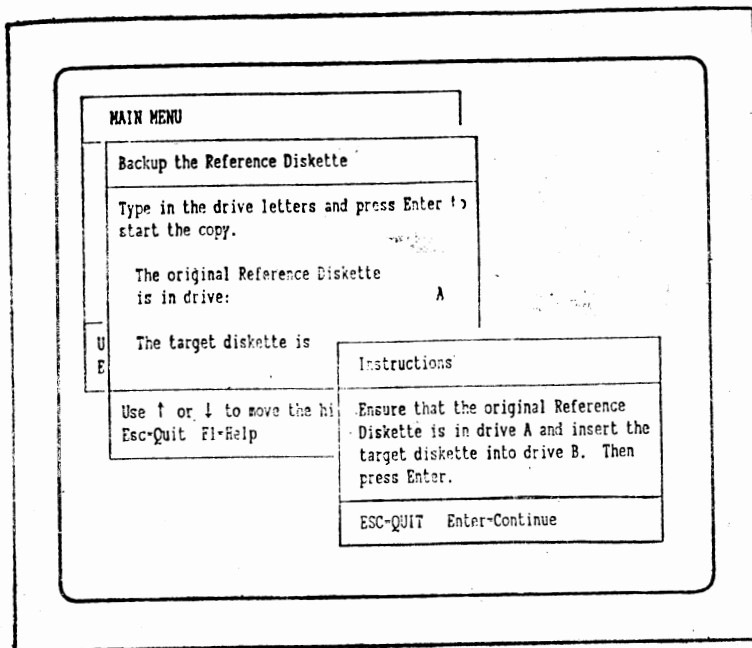 MAIN MENU
Backup the Reference Diskette
Type in the drive letters and press Enter to
start the copy.
The original Reference Diskette
is in drive: A
The target diskette is
U
E
Use ↑ or ↓ to move the hi
Esc=Quit F1=Help
Instructions
Ensure that the original Reference
Diskette is in drive A and insert the
target diskette into drive B. Then
press Enter.
ESC=QUIT Enter=Continue